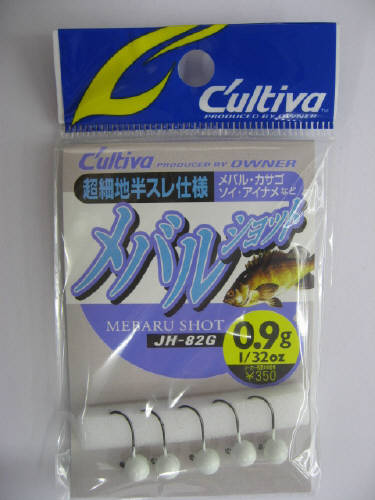 C'ultiva
PRODUCED BY OWNER
C'ultiva PRODUCED BY OWNER
超細地半スレ仕様
メバル・カサゴ
ソイ・アイナメなど
メバル
ショット
MEBARU SHOT
JH-82G
0.9g
1/32oz
¥350